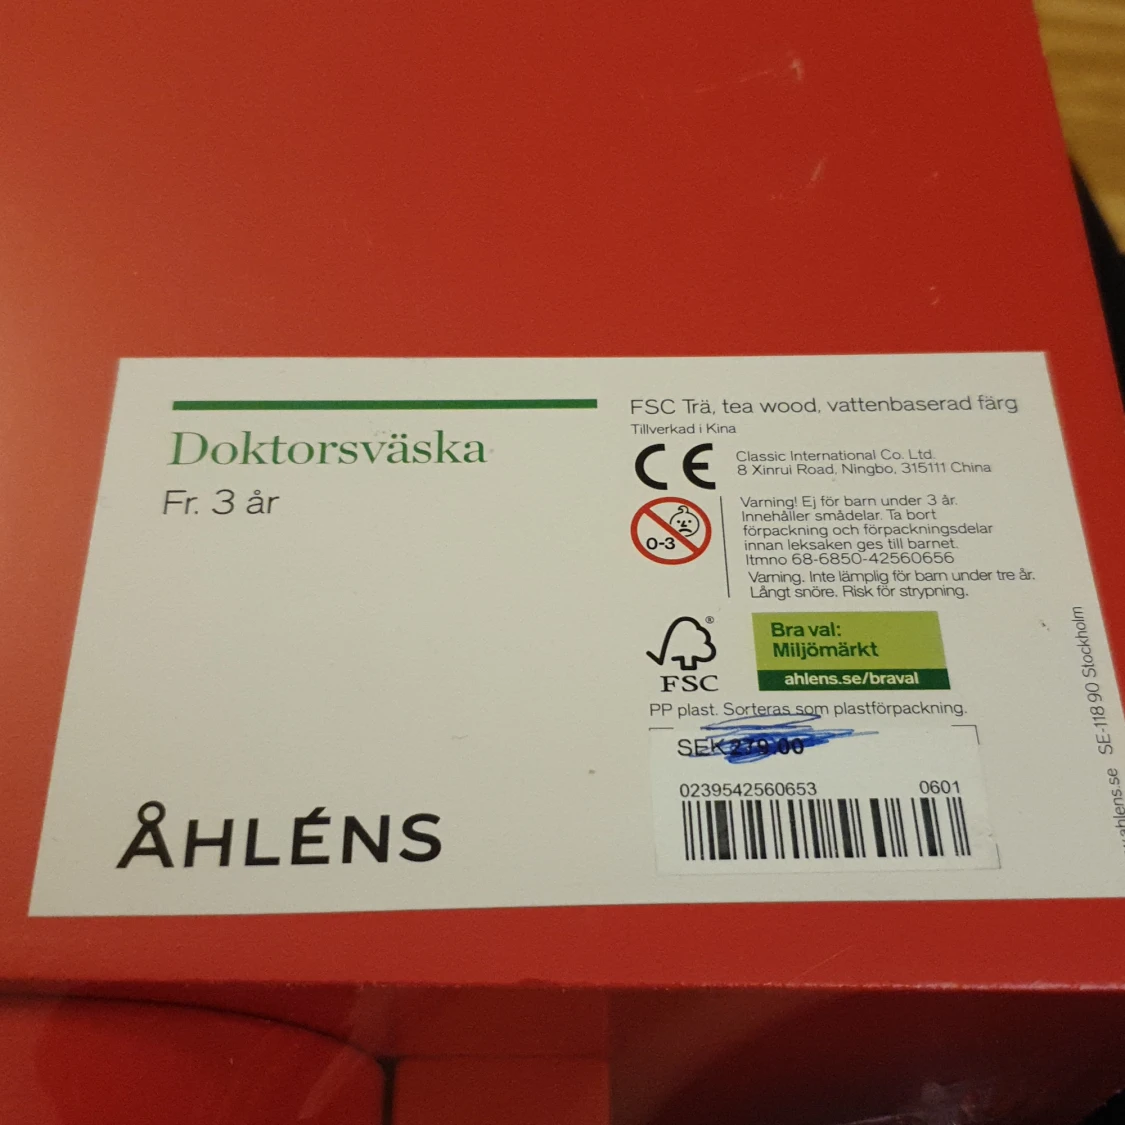 Doktorsväska
Fr. 3 år
ÅHLÉNS
FSC Trä, tea wood, vattenbaserad färg
Tillverkad i Kina
CE
Classic International Co. Ltd.
8 Xinrui Road, Ningbo, 315111 China
0-3
Varning! Ej för barn under 3 år.
Innehåller smådelar. Ta bort
förpackning och förpackningsdelar
innan leksaken ges till barnet.
Itmno 68-6850-42560656
Varning. Inte lämplig för barn under tre år.
Långt snöre. Risk för strypning.
®
FSC
Bra val:
Miljömärkt
ahlens.se/braval
PP plast. Sorteras som plastförpackning.
SEK 279.00
0239542560653 0601
ahlens.se SE-118 90 Stockholm